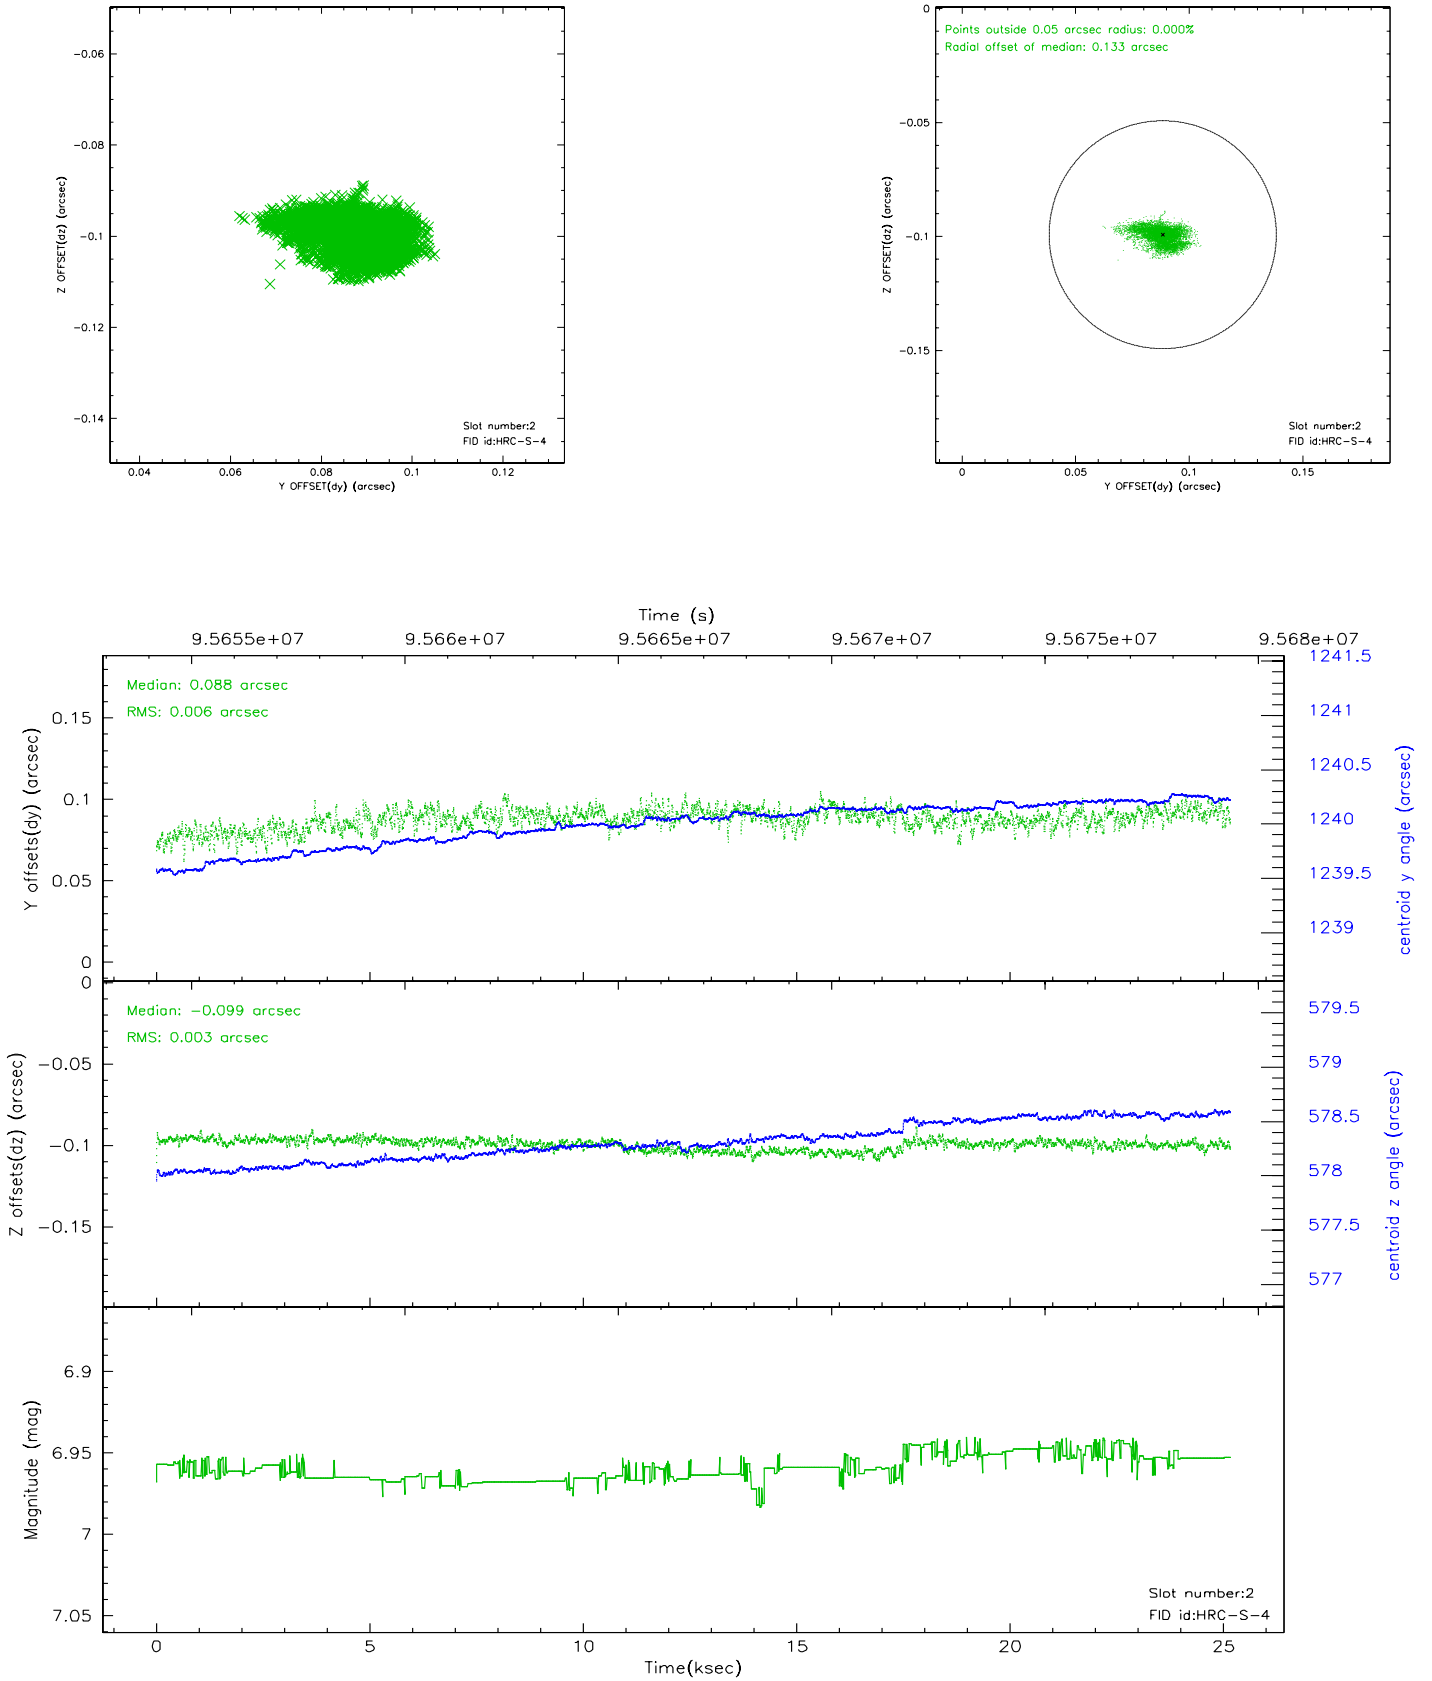 −0.06
−0.08
−0.1
−0.12
−0.14
Z OFFSET(dz) (arcsec)
Slot number:2
FID id:HRC−S−4
0.04 0.06 0.08 0.1 0.12
Y OFFSET(dy) (arcsec)
Points outside 0.05 arcsec radius: 0.000%
Radial offset of median: 0.133 arcsec
0
−0.05
−0.1
−0.15
Z OFFSET(dz) (arcsec)
Slot number:2
FID id:HRC−S−4
0 0.05 0.1 0.15
Y OFFSET(dy) (arcsec)
Time (s)
9.5655e+07 9.566e+07 9.5665e+07 9.567e+07 9.5675e+07 9.568e+07
Median: 0.088 arcsec
RMS: 0.006 arcsec
0.15
0.1
0.05
0
Y offsets(dy) (arcsec)
1241.5
1241
1240.5
1240
1239.5
1239
centroid y angle (arcsec)
Median: −0.099 arcsec
RMS: 0.003 arcsec
0
−0.05
−0.1
−0.15
Z offsets(dz) (arcsec)
579.5
579
578.5
578
577.5
577
centroid z angle (arcsec)
6.9
6.95
7
7.05
Magnitude (mag)
Slot number:2
FID id:HRC−S−4
0 5 10 15 20 25
Time(ksec)